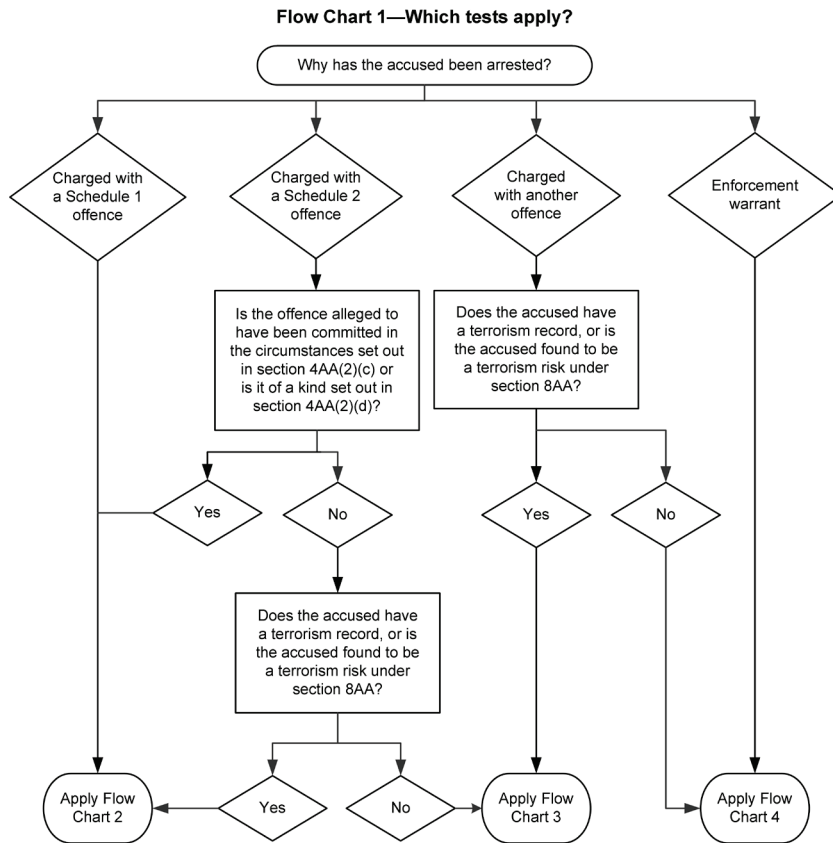 Flow Chart 1—Which tests apply?
Why has the accused been arrested?
Charged with
a Schedule 1
offence
Charged with
a Schedule 2
offence
Charged
with another
offence
Enforcement
warrant
Is the offence alleged to
have been committed in
the circumstances set out
in section 4AA(2)(c) or
is it of a kind set out in
section 4AA(2)(d)?
Does the accused have
a terrorism record, or is
the accused found to be
a terrorism risk under
section 8AA?
Yes
No
Yes
No
Does the accused have
a terrorism record, or is
the accused found to be
a terrorism risk under
section 8AA?
Apply Flow
Chart 2
Yes
No
Apply Flow
Chart 3
Apply Flow
Chart 4